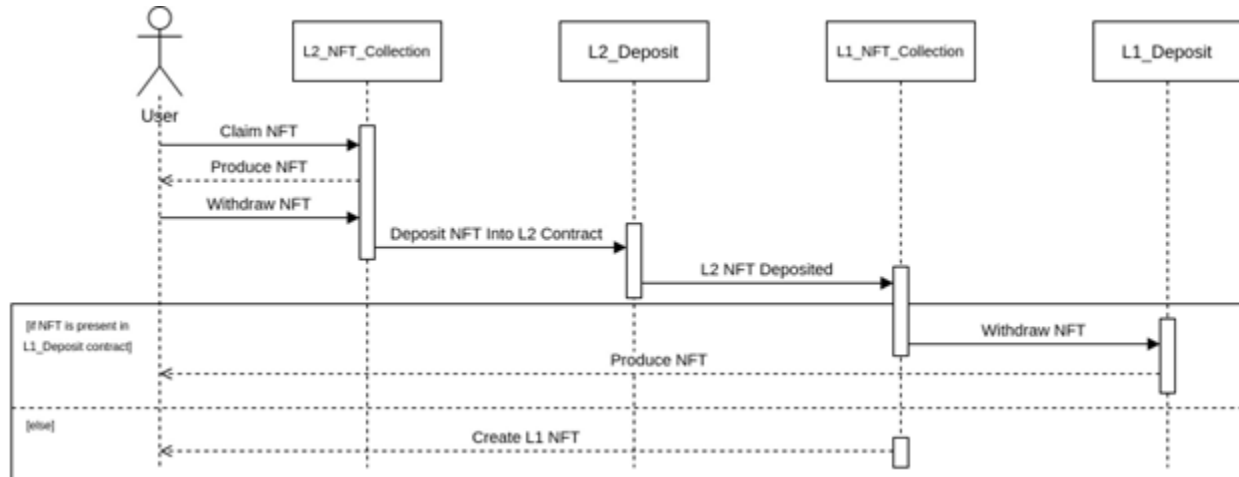 L2_NFT_Collection
L2_Deposit
L1_NFT_Collection
L1_Deposit
User
Claim NFT
Produce NFT
Withdraw NFT
Deposit NFT Into L2 Contract
L2 NFT Deposited
[if NFT is present in
L1_Deposit contract]
Withdraw NFT
Produce NFT
[else]
Create L1 NFT